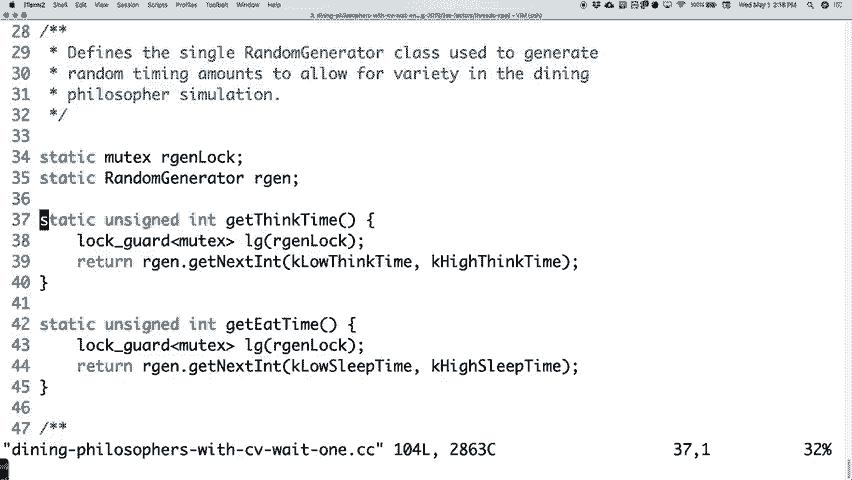 iTerm2 Shell Edit View Session Scripts Profiles Toolbelt Window Help 100% Wed May 1 2:18 PM
28 /**
29  * Defines the single RandomGenerator class used to generate
30  * random timing amounts to allow for variety in the dining
31  * philosopher simulation.
32  */
33
34 static mutex rgenLock;
35 static RandomGenerator rgen;
36
37 static unsigned int getThinkTime() {
38     lock_guard<mutex> lg(rgenLock);
39     return rgen.getNextInt(kLowThinkTime, kHighThinkTime);
40 }
41
42 static unsigned int getEatTime() {
43     lock_guard<mutex> lg(rgenLock);
44     return rgen.getNextInt(kLowSleepTime, kHighSleepTime);
45 }
46
47 /**
"dining-philosophers-with-cv-wait-one.cc" 104L, 2863C 37,1 32%